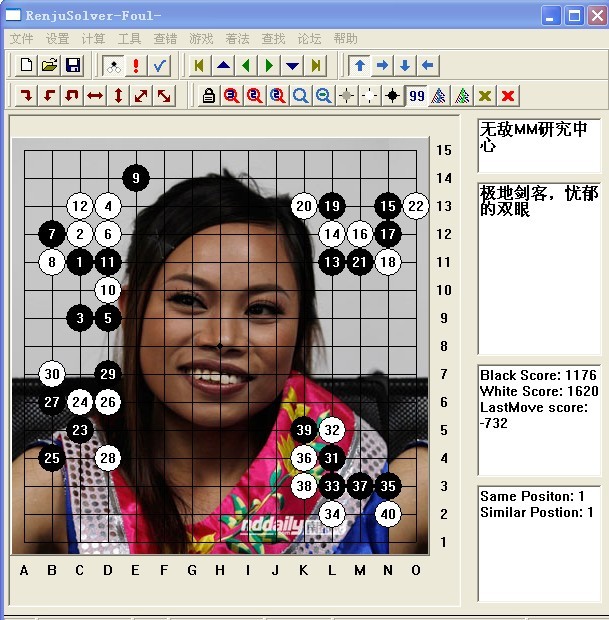 RenjuSolver-Foul-
文件 设置 计算 工具 查错 游戏 着法 查找 论坛 帮助
99
15
9 14
12 4 20 19 15 22 13
7 2 6 14 16 17 12
8 1 11 13 21 18 11
10 10
3 5 9
8
30 29 7
27 24 26 6
23 39 32 5
25 28 36 31 4
38 33 37 35 3
34 40 2
nddaily
1
A B C D E F G H I J K L M N O
无敌MM研究中
心
极地剑客，忧郁
的双眼
Black Score: 1176
White Score: 1620
LastMove score:
-732
Same Positon: 1
Similar Postion: 1